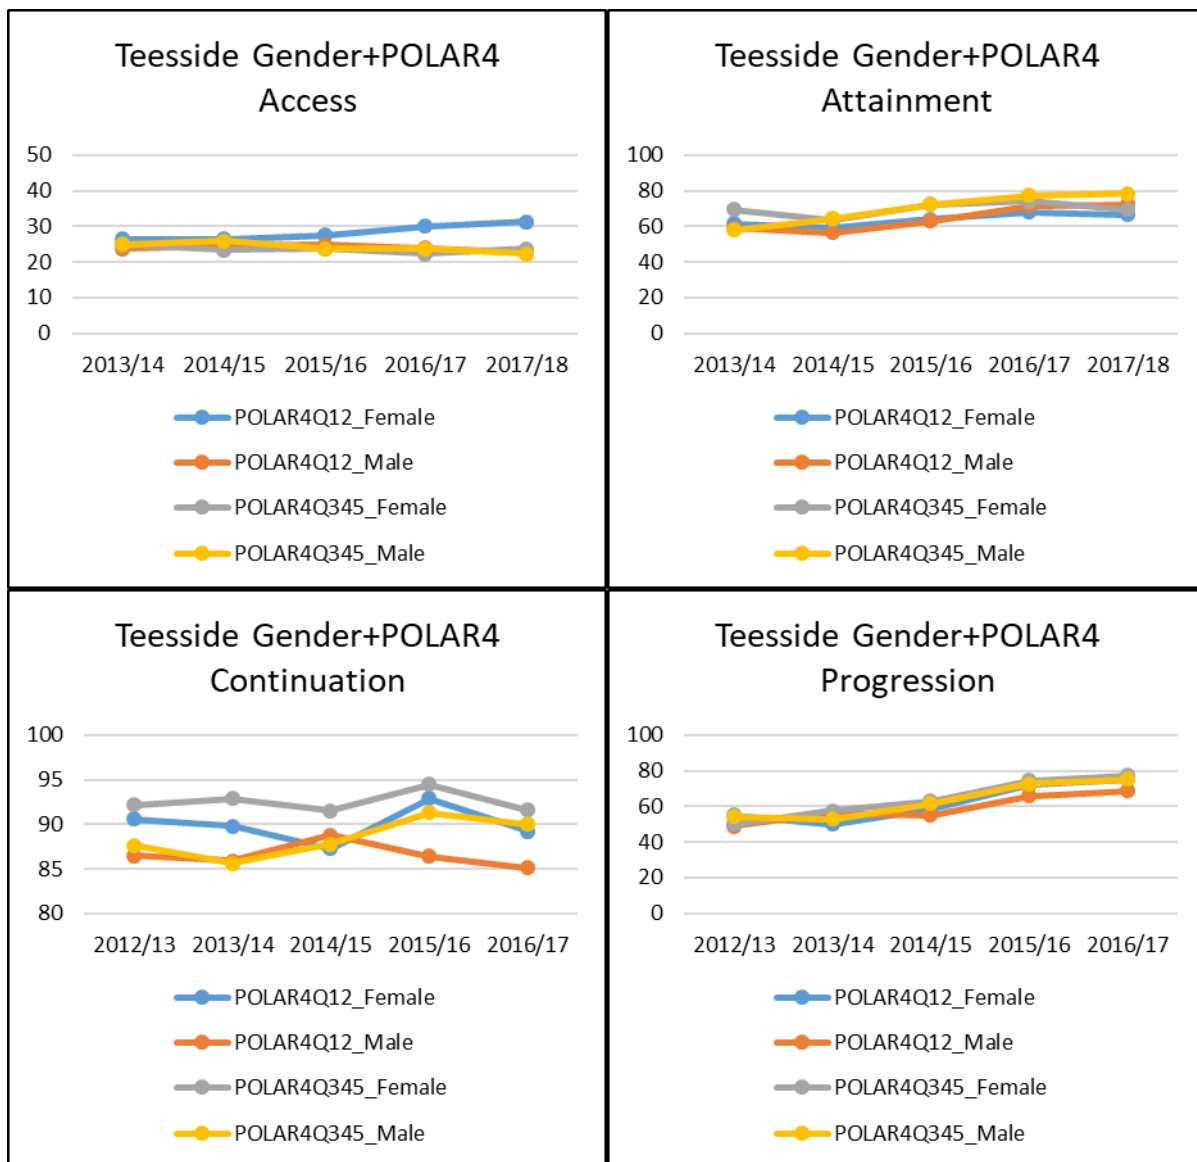 Teesside Gender+POLAR4
Access
50
40
30
20
10
0
2013/14 2014/15 2015/16 2016/17 2017/18
POLAR4Q12_Female
POLAR4Q12_Male
POLAR4Q345_Female
POLAR4Q345_Male
Teesside Gender+POLAR4
Attainment
100
80
60
40
20
0
2013/14 2014/15 2015/16 2016/17 2017/18
POLAR4Q12_Female
POLAR4Q12_Male
POLAR4Q345_Female
POLAR4Q345_Male
Teesside Gender+POLAR4
Continuation
100
95
90
85
80
2012/13 2013/14 2014/15 2015/16 2016/17
POLAR4Q12_Female
POLAR4Q12_Male
POLAR4Q345_Female
POLAR4Q345_Male
Teesside Gender+POLAR4
Progression
100
80
60
40
20
0
2012/13 2013/14 2014/15 2015/16 2016/17
POLAR4Q12_Female
POLAR4Q12_Male
POLAR4Q345_Female
POLAR4Q345_Male